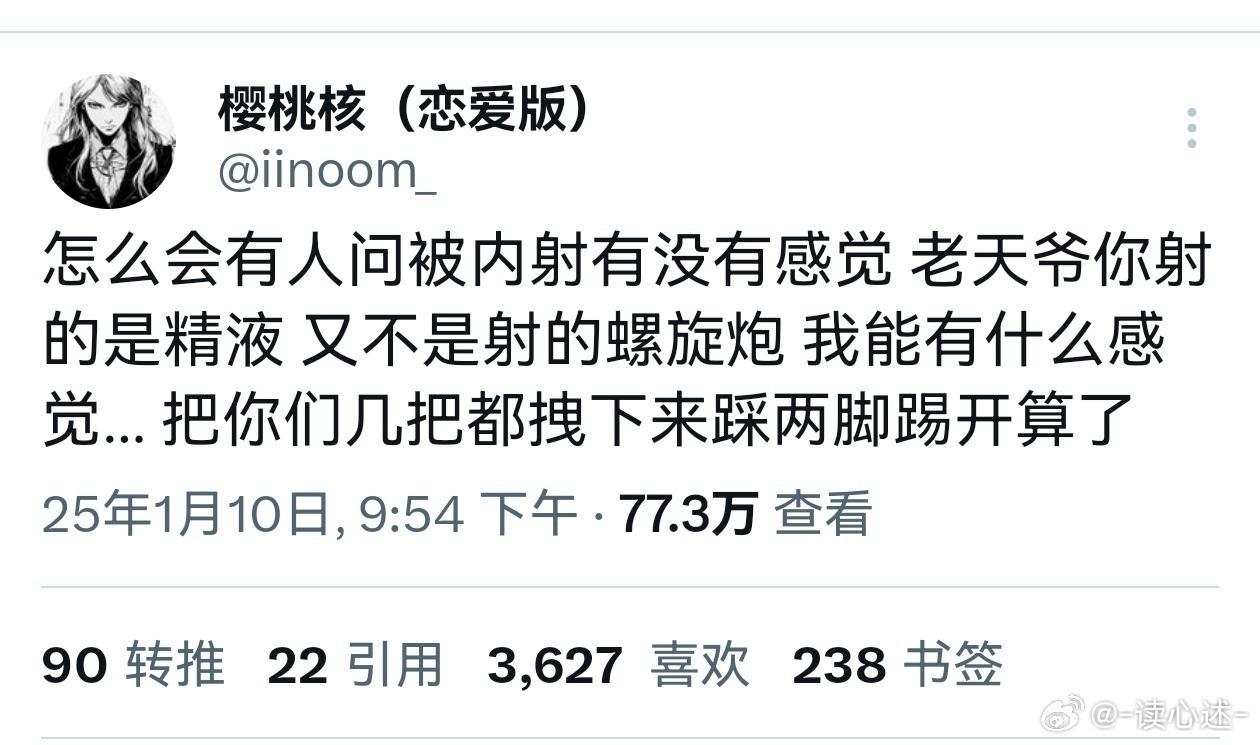 樱桃核（恋爱版）
@iinoom_
怎么会有人问被内射有没有感觉 老天爷你射
的是精液 又不是射的螺旋炮 我能有什么感
觉... 把你们几把都拽下来踩两脚踢开算了
25年1月10日, 9:54 下午 · 77.3万 查看
90 转推 22 引用 3,627 喜欢 238 书签
@-读心述-